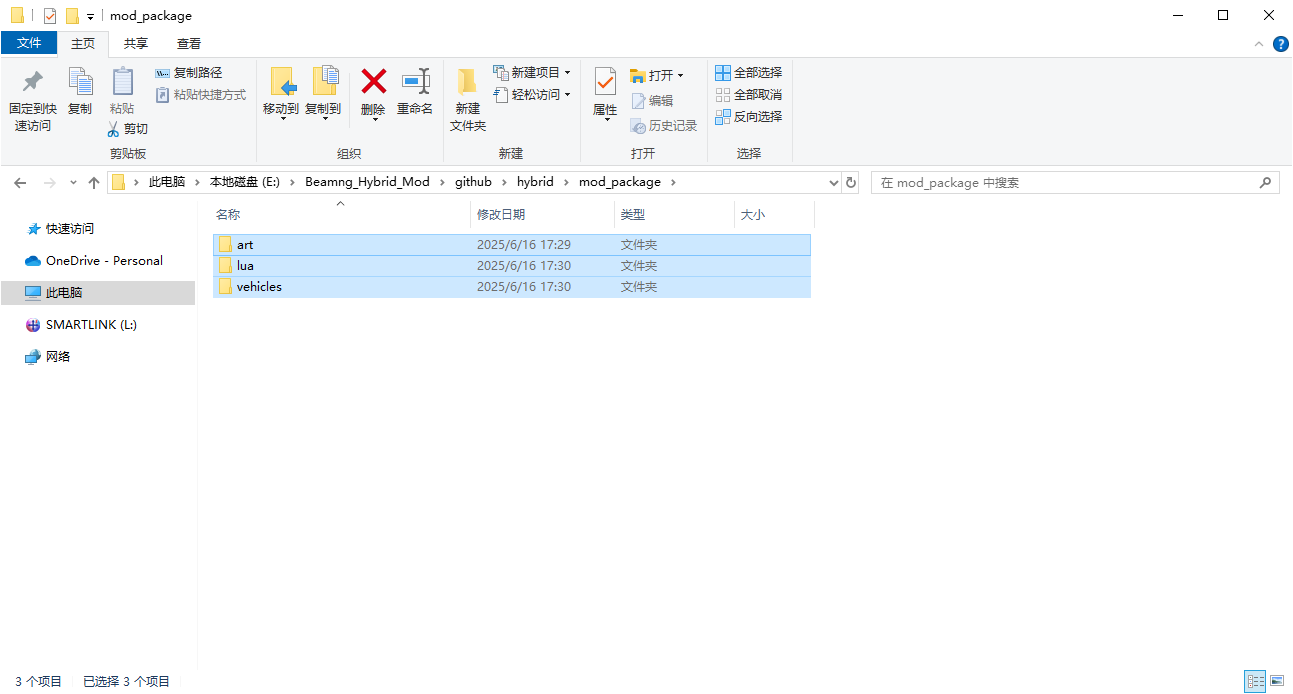 mod_package
文件
主页
共享
查看
固定到快
速访问
复制
粘贴
复制路径
粘贴快捷方式
剪切
剪贴板
移动到
复制到
删除
重命名
组织
新建
文件夹
新建项目
轻松访问
新建
属性
打开
编辑
历史记录
打开
全部选择
全部取消
反向选择
选择
此电脑 > 本地磁盘 (E:) > Beamng_Hybrid_Mod > github > hybrid > mod_package >
在 mod_package 中搜索
快速访问
OneDrive - Personal
此电脑
SMARTLINK (L:)
网络
名称 修改日期 类型 大小
art 2025/6/16 17:29 文件夹
lua 2025/6/16 17:30 文件夹
vehicles 2025/6/16 17:30 文件夹
3 个项目 已选择 3 个项目